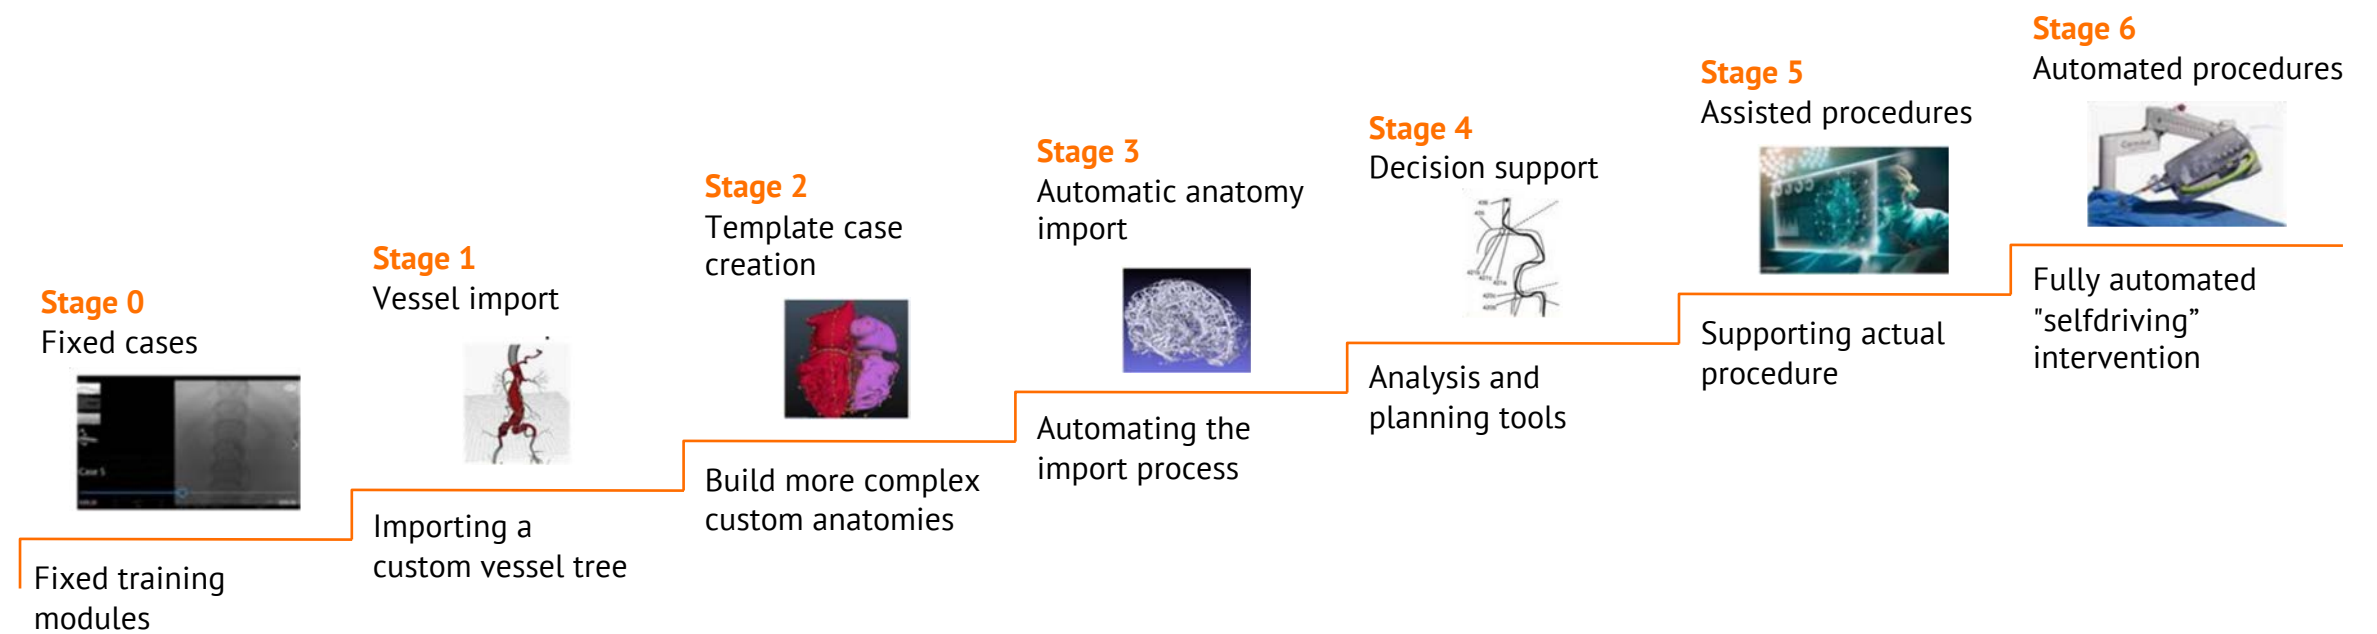 Stage 0
Fixed cases
Case 5
Fixed training
modules
Stage 1
Vessel import
Importing a
custom vessel tree
Stage 2
Template case
creation
Build more complex
custom anatomies
Stage 3
Automatic anatomy
import
Automating the
import process
Stage 4
Decision support
Analysis and
planning tools
Stage 5
Assisted procedures
Supporting actual
procedure
Stage 6
Automated procedures
Fully automated
"selfdriving”
intervention